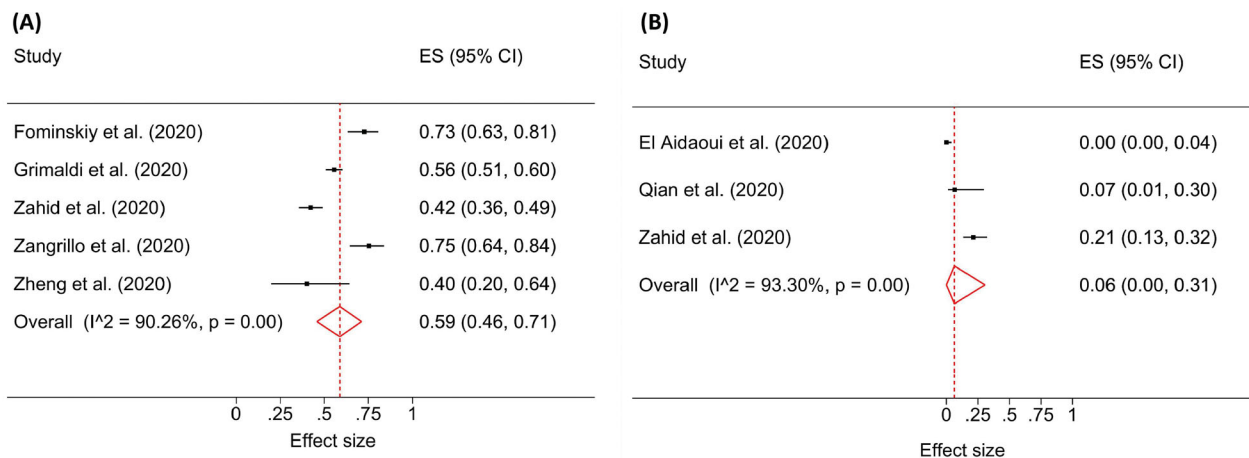 (A)
Study ES (95% CI)
Fominskiy et al. (2020) 0.73 (0.63, 0.81)
Grimaldi et al. (2020) 0.56 (0.51, 0.60)
Zahid et al. (2020) 0.42 (0.36, 0.49)
Zangrillo et al. (2020) 0.75 (0.64, 0.84)
Zheng et al. (2020) 0.40 (0.20, 0.64)
Overall (I^2 = 90.26%, p = 0.00) 0.59 (0.46, 0.71)
0 .25 .5 .75 1
Effect size
(B)
Study ES (95% CI)
El Aidaoui et al. (2020) 0.00 (0.00, 0.04)
Qian et al. (2020) 0.07 (0.01, 0.30)
Zahid et al. (2020) 0.21 (0.13, 0.32)
Overall (I^2 = 93.30%, p = 0.00) 0.06 (0.00, 0.31)
0 .25 .5 .75 1
Effect size